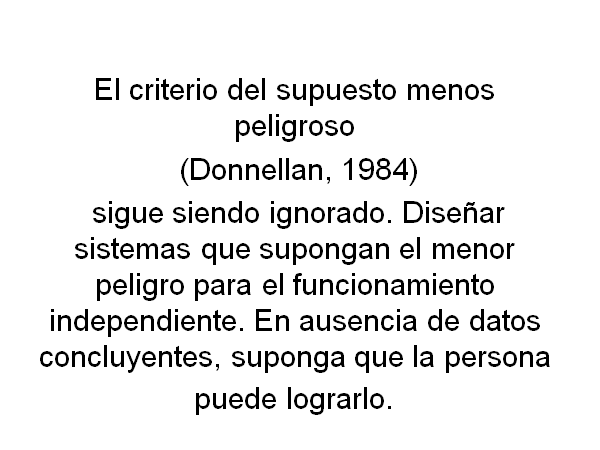 El criterio del supuesto menos
peligroso
(Donnellan, 1984)
sigue siendo ignorado. Diseñar
sistemas que supongan el menor
peligro para el funcionamiento
independiente. En ausencia de datos
concluyentes, suponga que la persona
puede lograrlo.